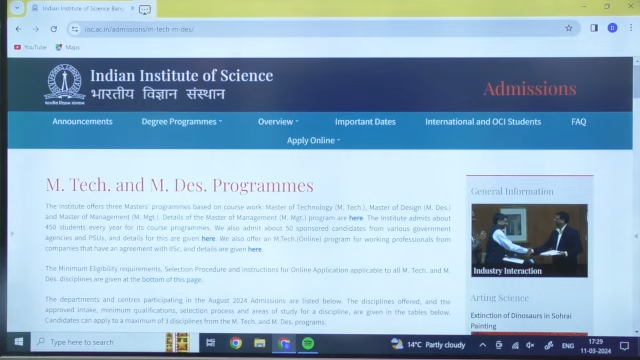 Indian Institute of Science Bang
iisc.ac.in/admissions/m-tech-m-des/
YouTube Maps
Indian Institute of Science
भारतीय विज्ञान संस्थान
Admissions
Announcements Degree Programmes Overview Important Dates International and OCI Students FAQ
Apply Online
M. Tech. and M. Des. Programmes
The Institute offers three Masters' programmes based on course work: Master of Technology (M. Tech.), Master of Design (M. Des.)
and Master of Management (M. Mgt.). Details of the Master of Management (M. Mgt.) program are here. The Institute admits about
450 students every year for its course programmes. We also admit about 50 sponsored candidates from various government
agencies and PSUs, and details for this are given here. We also offer an M.Tech.(Online) program for working professionals from
companies that have an agreement with IISc, and details are given here.
The Minimum Eligibility requirements, Selection Procedure and Instructions for Online Application applicable to all M. Tech. and M.
Des. disciplines are given at the bottom of this page.
The departments and centres participating in the August 2024 Admissions are listed below. The disciplines offered, and the
approved intake, minimum qualifications, selection process and areas of study for a discipline, are given in the tables below.
Candidates can apply to a maximum of 3 disciplines from the M. Tech. and M. Des. programs.
General Information
Industry Interaction
Arting Science
Extinction of Dinosaurs in Sohrai
Painting
Type here to search
14°C Partly cloudy
ENG
17:29
11-03-2024